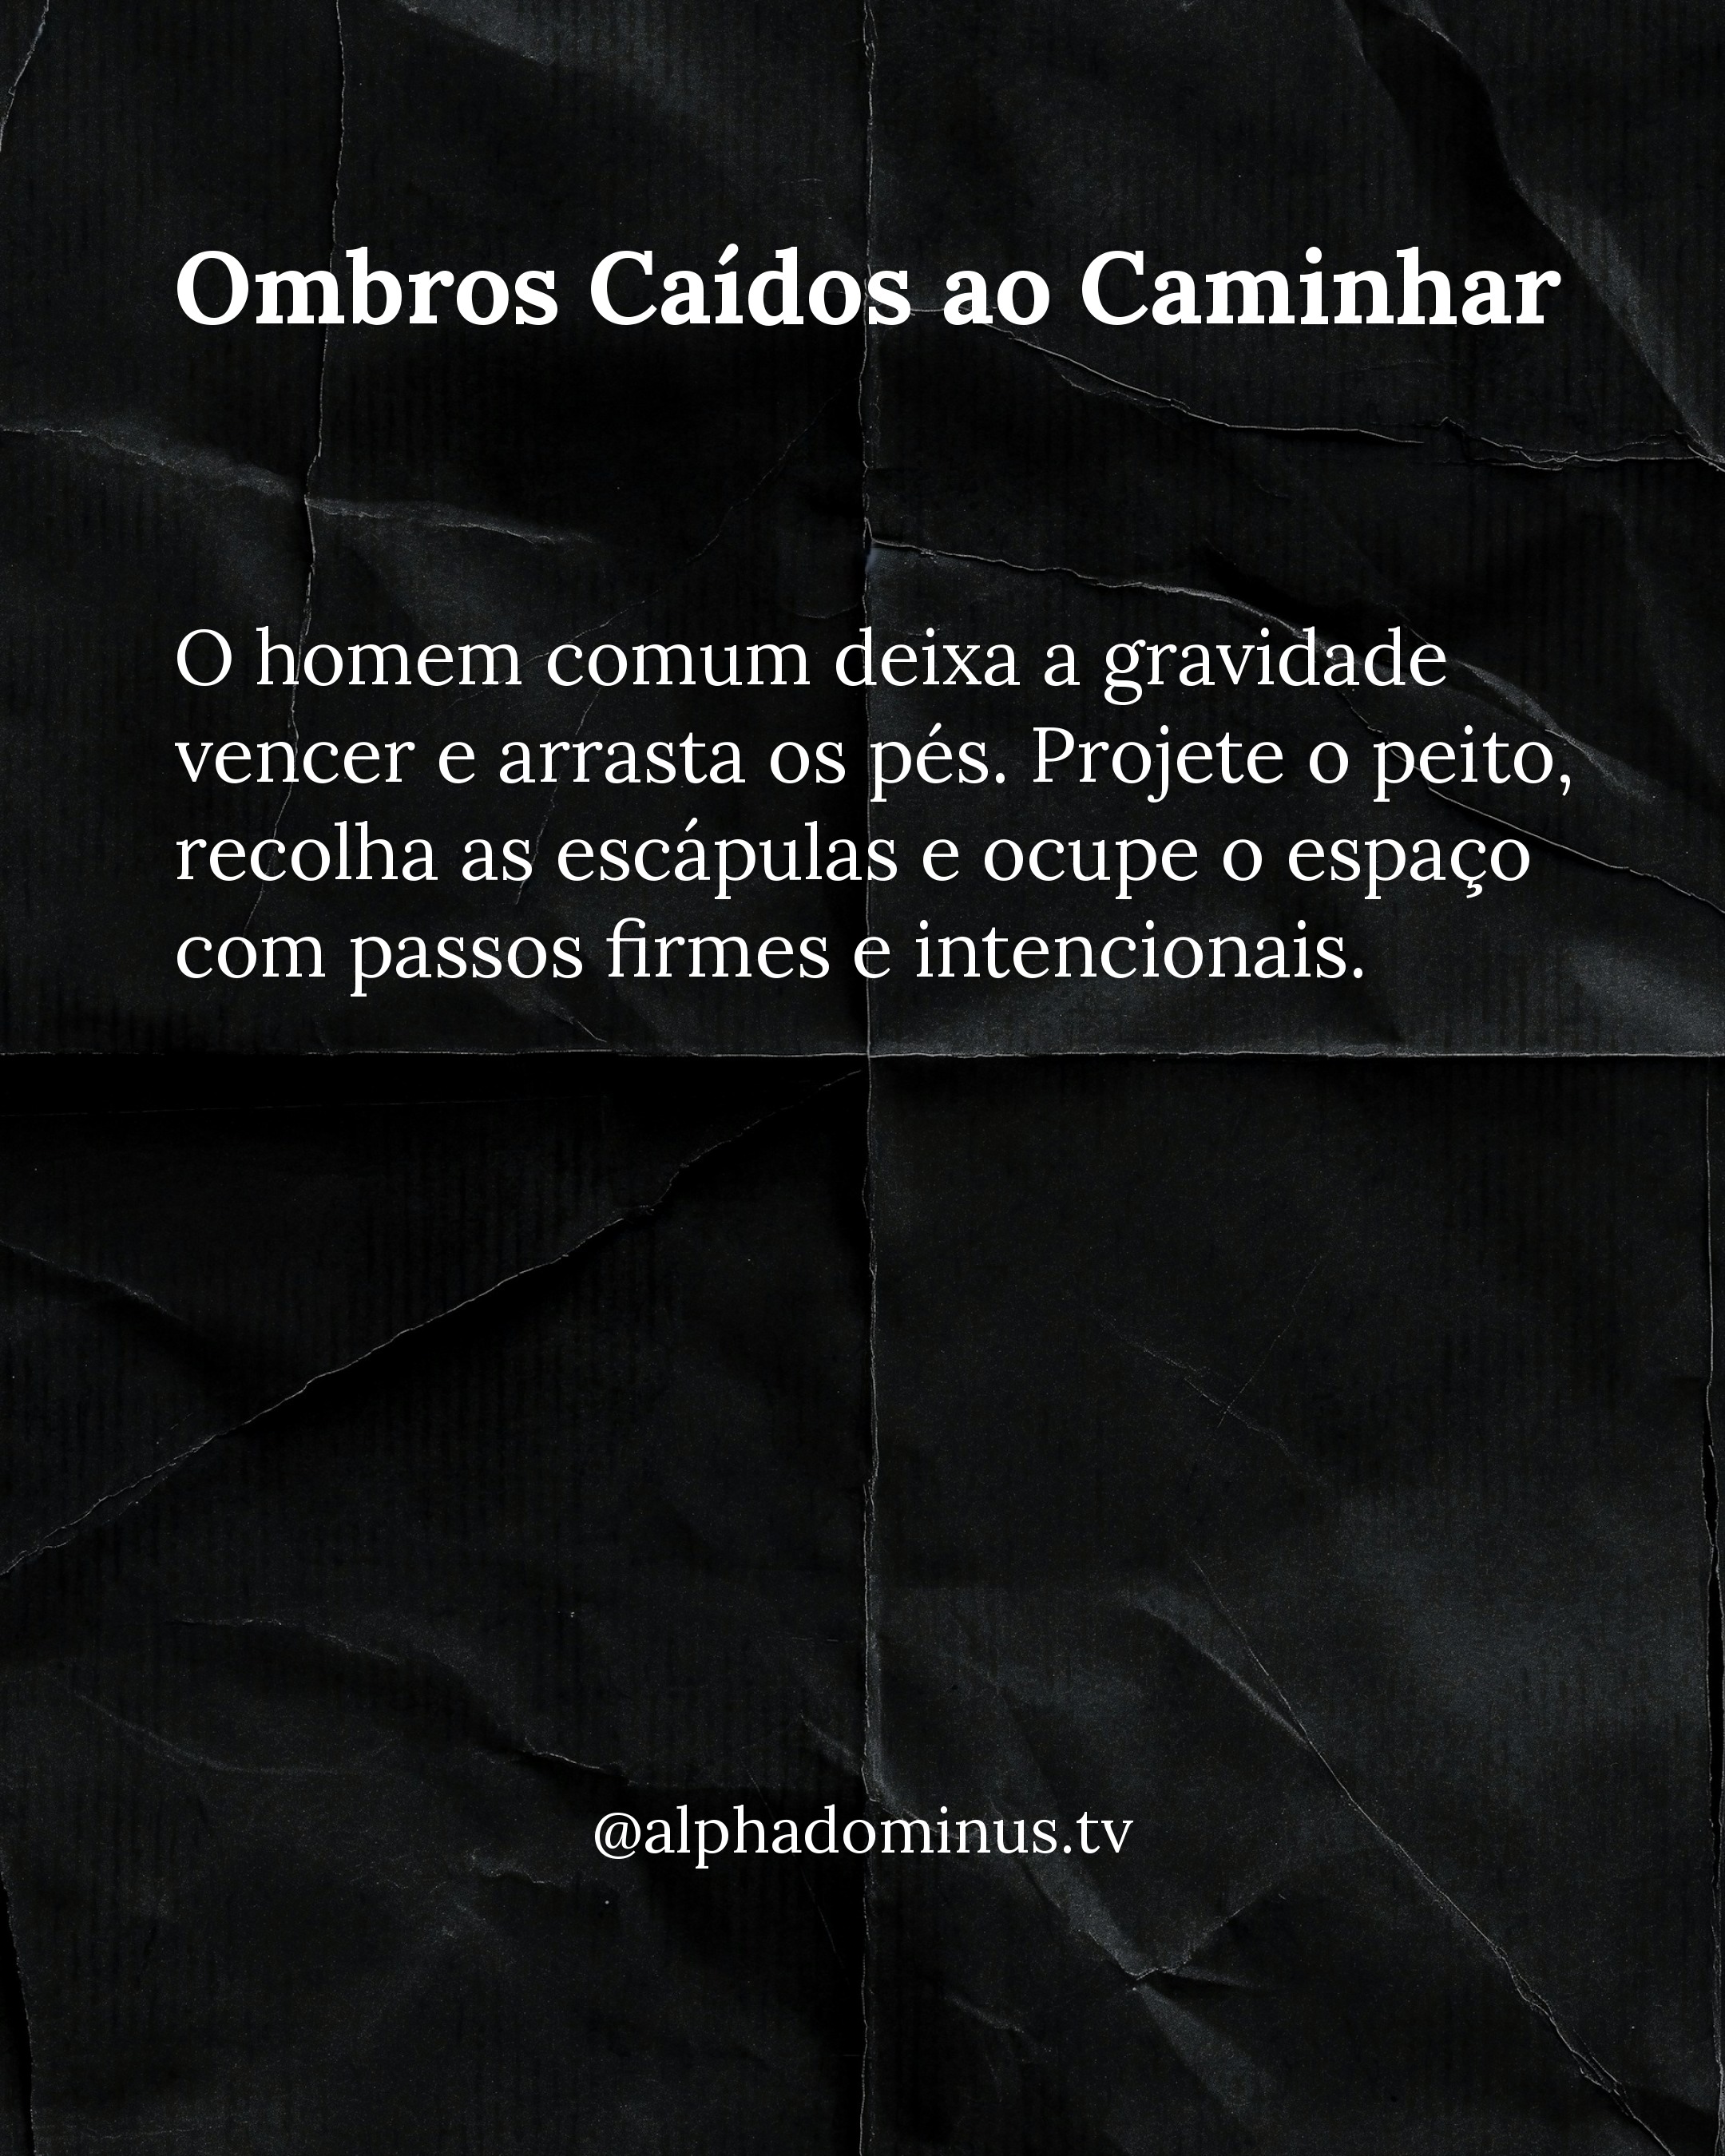 Ombros Caídos ao Caminhar
O homem comum deixa a gravidade
vencer e arrasta os pés. Projete o peito,
recolha as escápulas e ocupe o espaço
com passos firmes e intencionais.
@alphadominus.tv